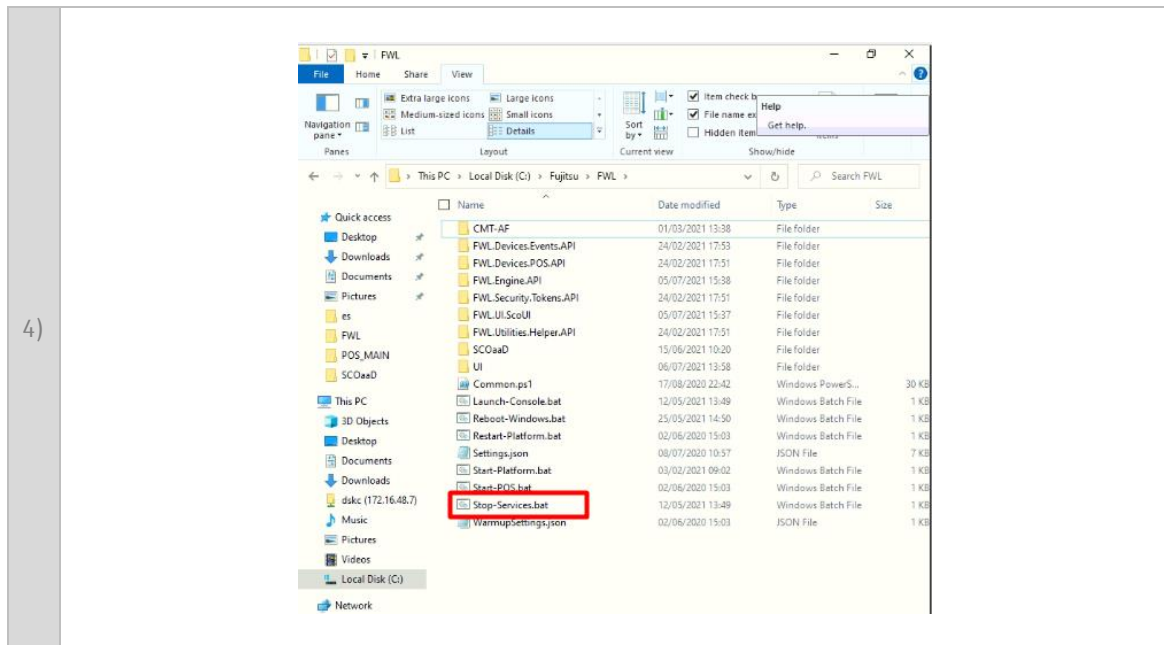 4)
FWL
File Home Share View
Extra large icons Large icons
Medium-sized icons Small icons
List Details
Navigation pane
Sort by
Item check b
File name ex
Hidden item
Help
Get help.
Panes Layout Current view Show/hide
This PC > Local Disk (C:) > Fujitsu > FWL > Search FWL
Name Date modified Type Size
Quick access
Desktop
Downloads
Documents
Pictures
es
FWL
POS_MAIN
SCOaaD
This PC
3D Objects
Desktop
Documents
Downloads
dskc (172.16.48.7)
Music
Pictures
Videos
Local Disk (C:)
Network
CMT-AF 01/03/2021 13:38 File folder
FWL.Devices.Events.API 24/02/2021 17:53 File folder
FWL.Devices.POS.API 24/02/2021 17:51 File folder
FWL.Engine.API 05/07/2021 15:38 File folder
FWL.Security.Tokens.API 24/02/2021 17:51 File folder
FWL.UI.ScoUI 05/07/2021 15:37 File folder
FWL.Utilities.Helper.API 24/02/2021 17:51 File folder
SCOaaD 15/06/2021 10:20 File folder
UI 06/07/2021 13:58 File folder
Common.ps1 17/08/2020 22:42 Windows PowerS... 30 KB
Launch-Console.bat 12/05/2021 13:49 Windows Batch File 1 KB
Reboot-Windows.bat 25/05/2021 14:50 Windows Batch File 1 KB
Restart-Platform.bat 02/06/2020 15:03 Windows Batch File 1 KB
Settings.json 08/07/2020 10:57 JSON File 7 KB
Start-Platform.bat 03/02/2021 09:02 Windows Batch File 1 KB
Start-POS.bat 02/06/2020 15:03 Windows Batch File 1 KB
Stop-Services.bat 12/05/2021 13:49 Windows Batch File 1 KB
WarmupSettings.json 02/06/2020 15:03 JSON File 1 KB